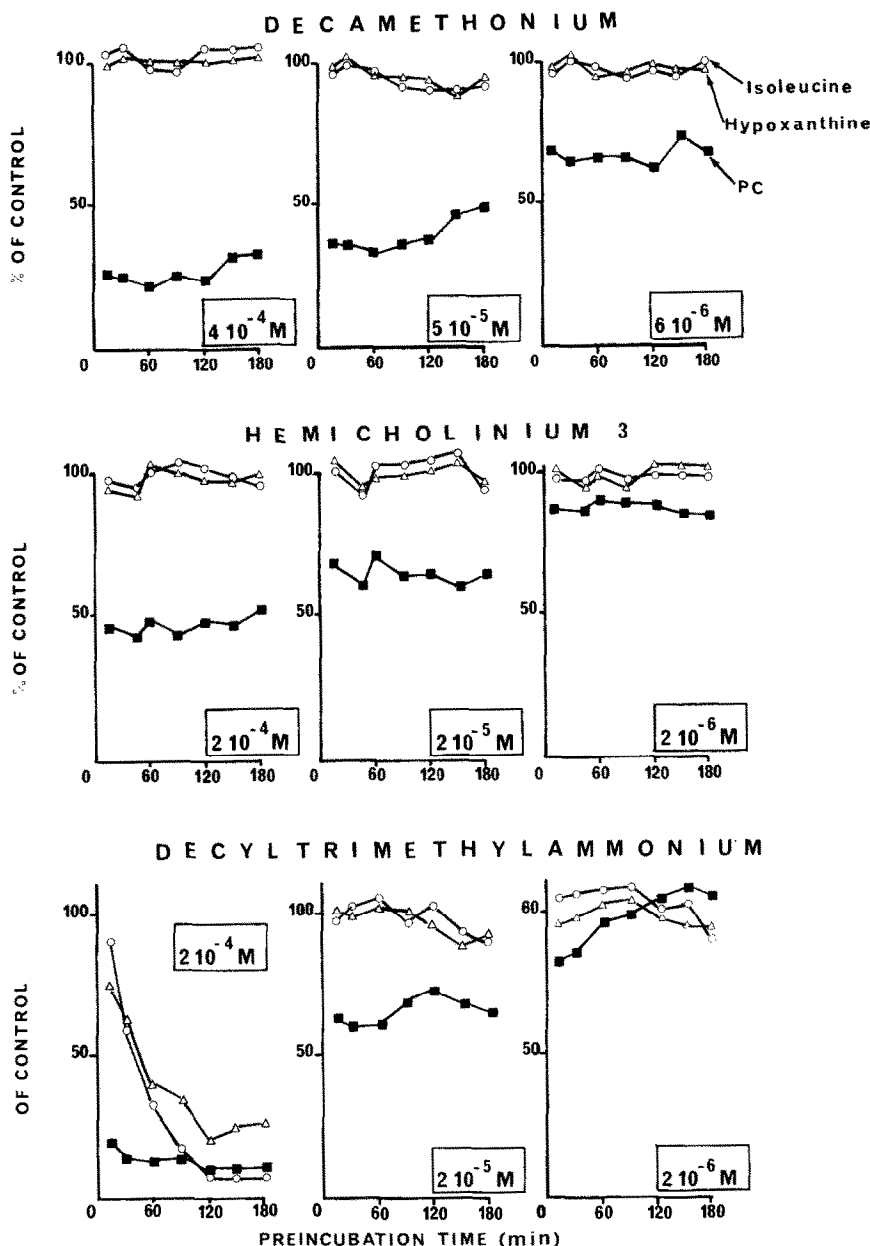 DECAMETHONIUM
% OF CONTROL
100
50
0
60
120
180
4 10⁻⁴ M
100
50
0
60
120
180
5 10⁻⁵ M
100
50
0
60
120
180
6 10⁻⁶ M
Isoleucine
Hypoxanthine
PC
HEMICHOLINIUM 3
% OF CONTROL
100
50
0
60
120
180
2 10⁻⁴ M
100
50
0
60
120
180
2 10⁻⁵ M
100
50
0
60
120
180
2 10⁻⁶ M
DECYLTRIMETHYLAMMONIUM
OF CONTROL
100
50
0
60
120
180
2 10⁻⁴ M
100
50
0
60
120
180
2 10⁻⁵ M
60
50
0
60
120
180
2 10⁻⁶ M
PREINCUBATION TIME (min)